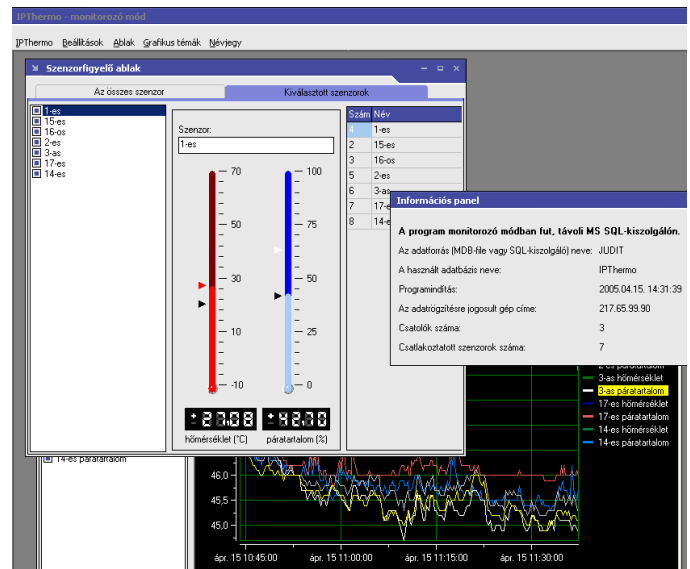 IPThermo - monitorozó mód
IPThermo Beállítások Ablak Grafikus témák Névjegy
Szenzorfigyelő ablak
Az összes szenzor
Kiválasztott szenzorok
1-es
15-es
16-os
2-es
3-as
17-es
14-es
Szenzor:
1-es
70
50
30
10
-10
100
75
50
25
0
hőmérséklet (°C)
páratartalom (%)
Szám Név
4 1-es
2 15-es
3 16-os
5 2-es
6 3-as
7
8
Információs panel
A program monitorozó módban fut, távoli MS SQL-kiszolgálón.
Az adatforrás (MDB-file vagy SQL-kiszolgáló) neve: JUDIT
A használt adatbázis neve: IPThermo
Programindítás: 2005.04.15. 14:31:39
Az adatrögzítésre jogosult gép címe: 217.65.99.90
Csatolók száma: 3
Csatlakoztatott szenzorok száma: 7
2-es páratartalom
3-as hőmérséklet
3-as páratartalom
17-es hőmérséklet
17-es páratartalom
14-es hőmérséklet
14-es páratartalom
14-es páratartalom
46,0
45,5
45,0
ápr. 15 10:45:00 ápr. 15 11:00:00 ápr. 15 11:15:00 ápr. 15 11:30:00